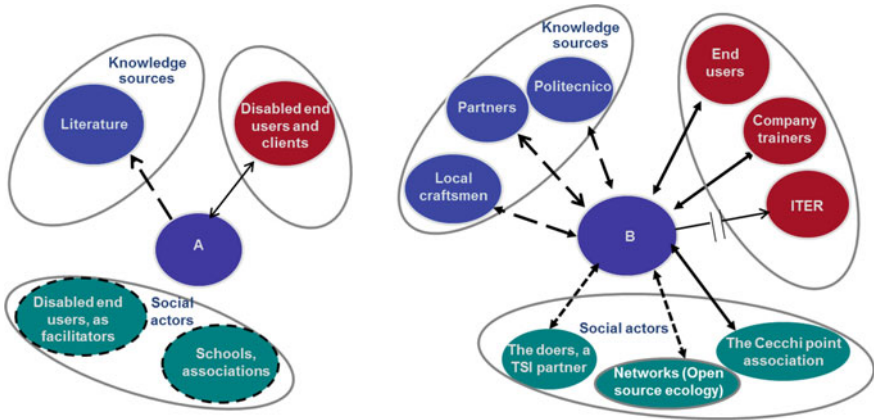 Knowledge
sources
Literature
Disabled end
users and
clients
A
Disabled end
users, as
facilitators
Social
actors
Schools,
associations
Knowledge
sources
Politecnico
Partners
Local
craftsmen
End
users
Company
trainers
ITER
B
Social actors
The doers, a
TSI partner
Networks (Open
source ecology)
The Cecchi point
association